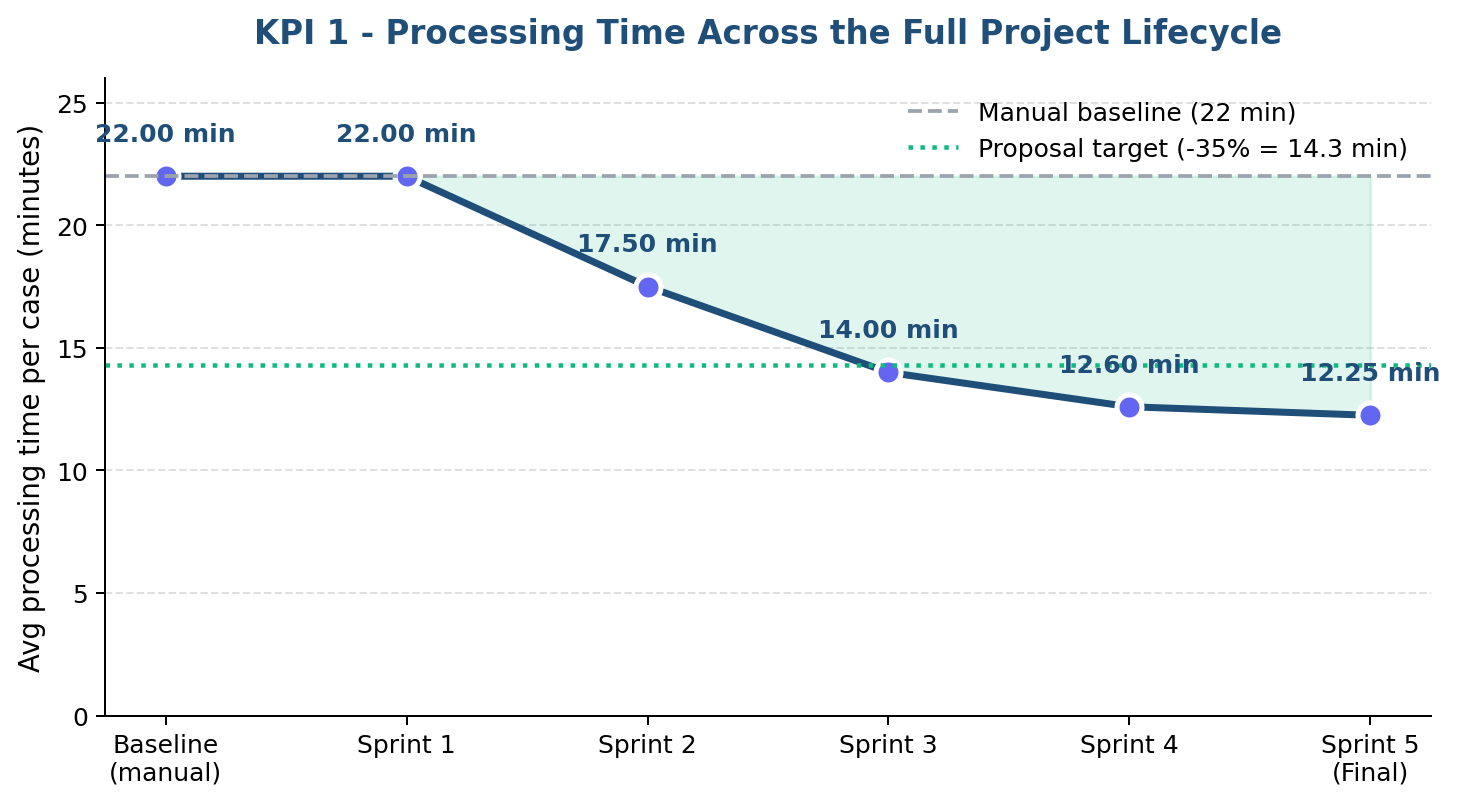 KPI 1 - Processing Time Across the Full Project Lifecycle
Avg processing time per case (minutes)
25
20
15
10
5
0
Manual baseline (22 min)
Proposal target (-35% = 14.3 min)
22.00 min
22.00 min
17.50 min
14.00 min
12.60 min
12.25 min
Baseline
(manual)
Sprint 1
Sprint 2
Sprint 3
Sprint 4
Sprint 5
(Final)